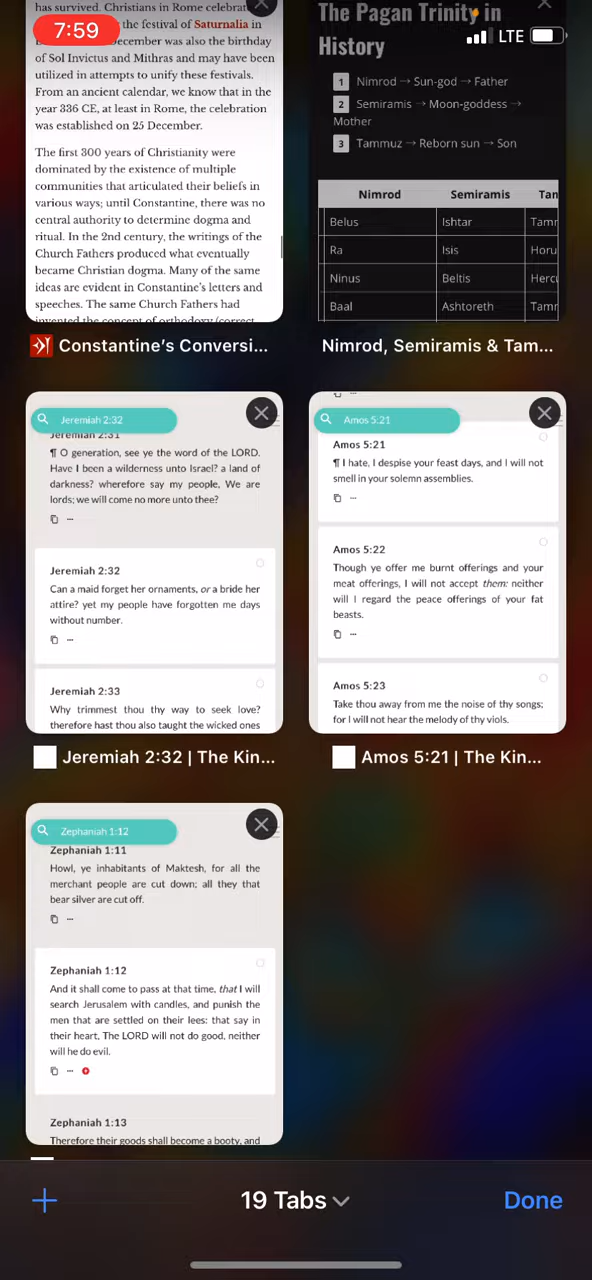 7:59
LTE
has survived. Christians in Rome celebrat
the festival of Saturnalia in
December was also the birthday
of Sol Invictus and Mithras and may have been
utilized in attempts to unify these festivals.
From an ancient calendar, we know that in the
year 336 CE, at least in Rome, the celebration
was established on 25 December.
The first 300 years of Christianity were
dominated by the existence of multiple
communities that articulated their beliefs in
various ways; until Constantine, there was no
central authority to determine dogma and
ritual. In the 2nd century, the writings of the
Church Fathers produced what eventually
became Christian dogma. Many of the same
ideas are evident in Constantine's letters and
speeches. The same Church Fathers had
invented the concept of orthodoxy (correct
Constantine's Conversi...
The Pagan Trinity in
History
1 Nimrod → Sun-god → Father
2 Semiramis → Moon-goddess →
Mother
3 Tammuz → Reborn sun → Son
Nimrod Semiramis Tan
Belus Ishtar Tamr
Ra Isis Horu
Ninus Beltis Herc
Baal Ashtoreth Tamr
Nimrod, Semiramis & Tam...
Jeremiah 2:32
Jeremiah 2:31
¶ O generation, see ye the word of the LORD.
Have I been a wilderness unto Israel? a land of
darkness? wherefore say my people, We are
lords; we will come no more unto thee?
Jeremiah 2:32
Can a maid forget her ornaments, or a bride her
attire? yet my people have forgotten me days
without number.
Jeremiah 2:33
Why trimmest thou thy way to seek love?
therefore hast thou also taught the wicked ones
Jeremiah 2:32 | The Kin...
Amos 5:21
Amos 5:21
¶ I hate, I despise your feast days, and I will not
smell in your solemn assemblies.
Amos 5:22
Though ye offer me burnt offerings and your
meat offerings, I will not accept them: neither
will I regard the peace offerings of your fat
beasts.
Amos 5:23
Take thou away from me the noise of thy songs;
for I will not hear the melody of thy viols.
Amos 5:21 | The Kin...
Zephaniah 1:12
Zephaniah 1:11
Howl, ye inhabitants of Maktesh, for all the
merchant people are cut down; all they that
bear silver are cut off.
Zephaniah 1:12
And it shall come to pass at that time, that I will
search Jerusalem with candles, and punish the
men that are settled on their lees: that say in
their heart, The LORD will not do good, neither
will he do evil.
Zephaniah 1:13
Therefore their goods shall become a booty, and
19 Tabs
Done